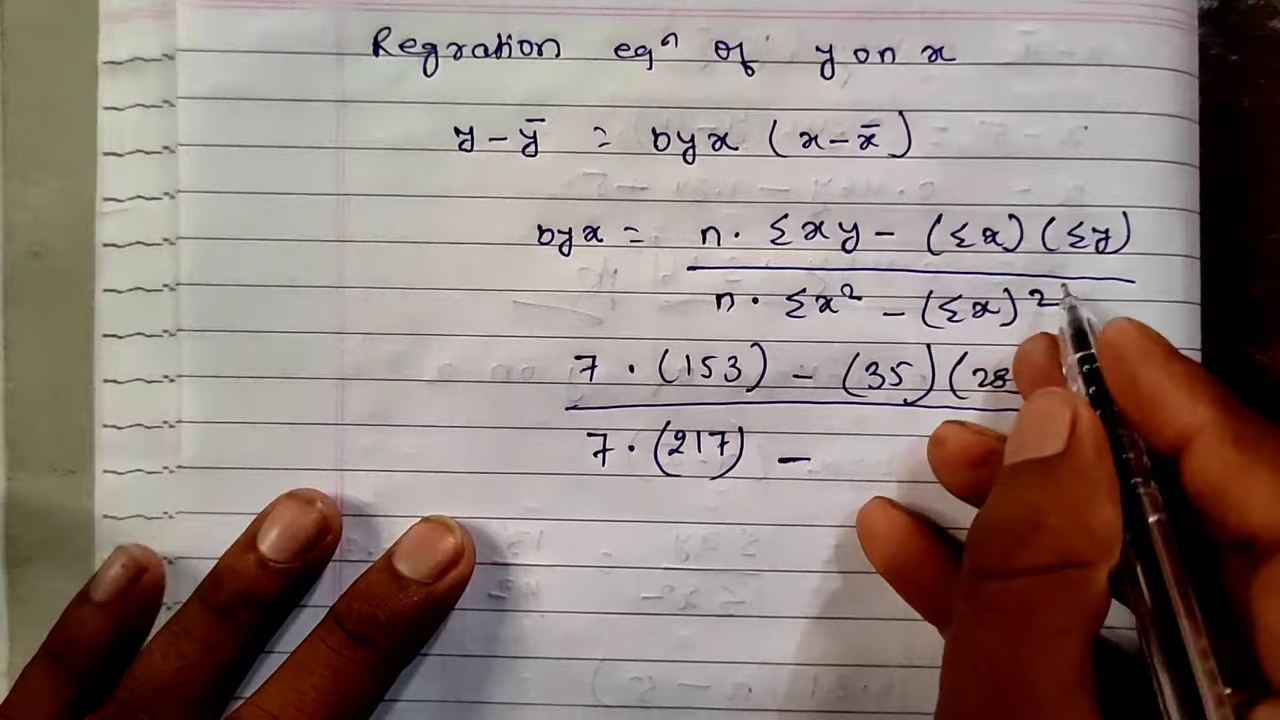 Regration eqⁿ of y on x
y - ȳ = byx (x - x̄)
byx = n · Σxy - (Σx) (Σy)
n · Σx² - (Σx)²
7 · (153) - (35) (28
7 · (217) -